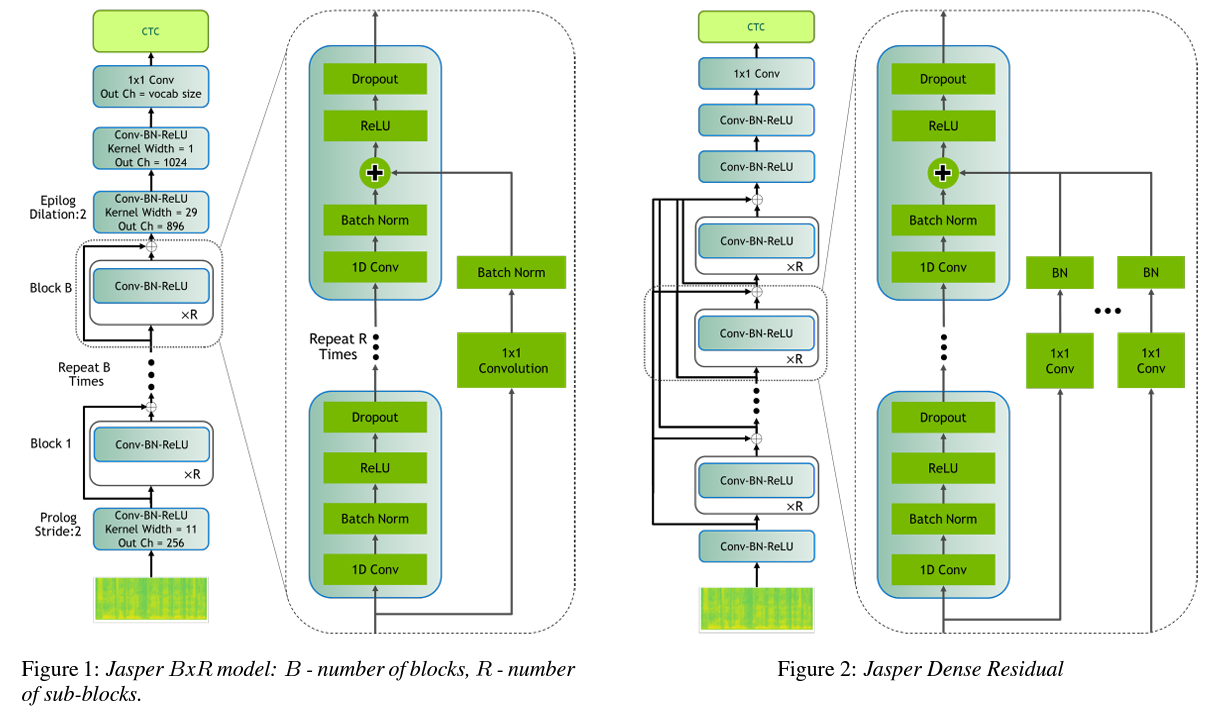 CTC
1x1 Conv
Out Ch = vocab size
Conv-BN-ReLU
Kernel Width = 1
Out Ch = 1024
Epilog
Dilation:2
Conv-BN-ReLU
Kernel Width = 29
Out Ch = 896
Block B
Conv-BN-ReLU
×R
Repeat B
Times
Block 1
Conv-BN-ReLU
×R
Prolog
Stride:2
Conv-BN-ReLU
Kernel Width = 11
Out Ch = 256
Dropout
ReLU
+
Batch Norm
1D Conv
Batch Norm
Repeat R
Times
1x1
Convolution
Dropout
ReLU
Batch Norm
1D Conv
Figure 1: Jasper BxR model: B - number of blocks, R - number
of sub-blocks.
CTC
1x1 Conv
Conv-BN-ReLU
Conv-BN-ReLU
Conv-BN-ReLU
×R
Conv-BN-ReLU
×R
Conv-BN-ReLU
×R
Conv-BN-ReLU
Dropout
ReLU
+
Batch Norm
1D Conv
BN
BN
1x1
Conv
1x1
Conv
Dropout
ReLU
Batch Norm
1D Conv
Figure 2: Jasper Dense Residual